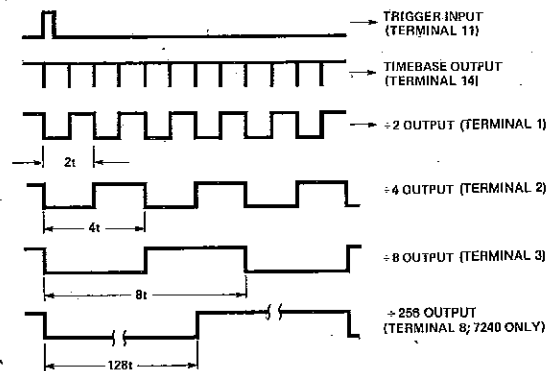 TRIGGER INPUT
(TERMINAL 11)
TIMEBASE OUTPUT
(TERMINAL 14)
÷2 OUTPUT (TERMINAL 1)
2t
÷4 OUTPUT (TERMINAL 2)
4t
÷8 OUTPUT (TERMINAL 3)
8t
÷256 OUTPUT
(TERMINAL 8; 7240 ONLY)
128t